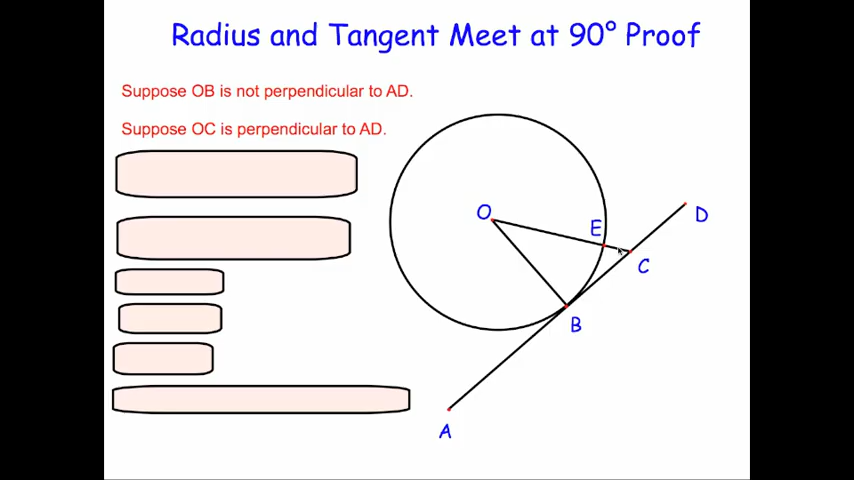 Radius and Tangent Meet at 90° Proof
Suppose OB is not perpendicular to AD.
Suppose OC is perpendicular to AD.
O
E
D
C
B
A